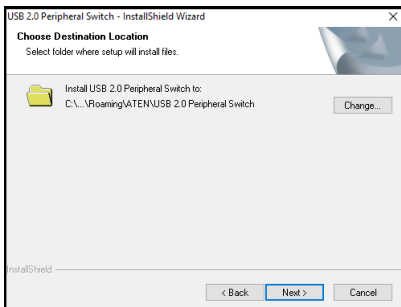 USB 2.0 Peripheral Switch - InstallShield Wizard
Choose Destination Location
Select folder where setup will install files.
Install USB 2.0 Peripheral Switch to:
C:\...\Roaming\ATEN\USB 2.0 Peripheral Switch
Change...
InstallShield
< Back
Next >
Cancel